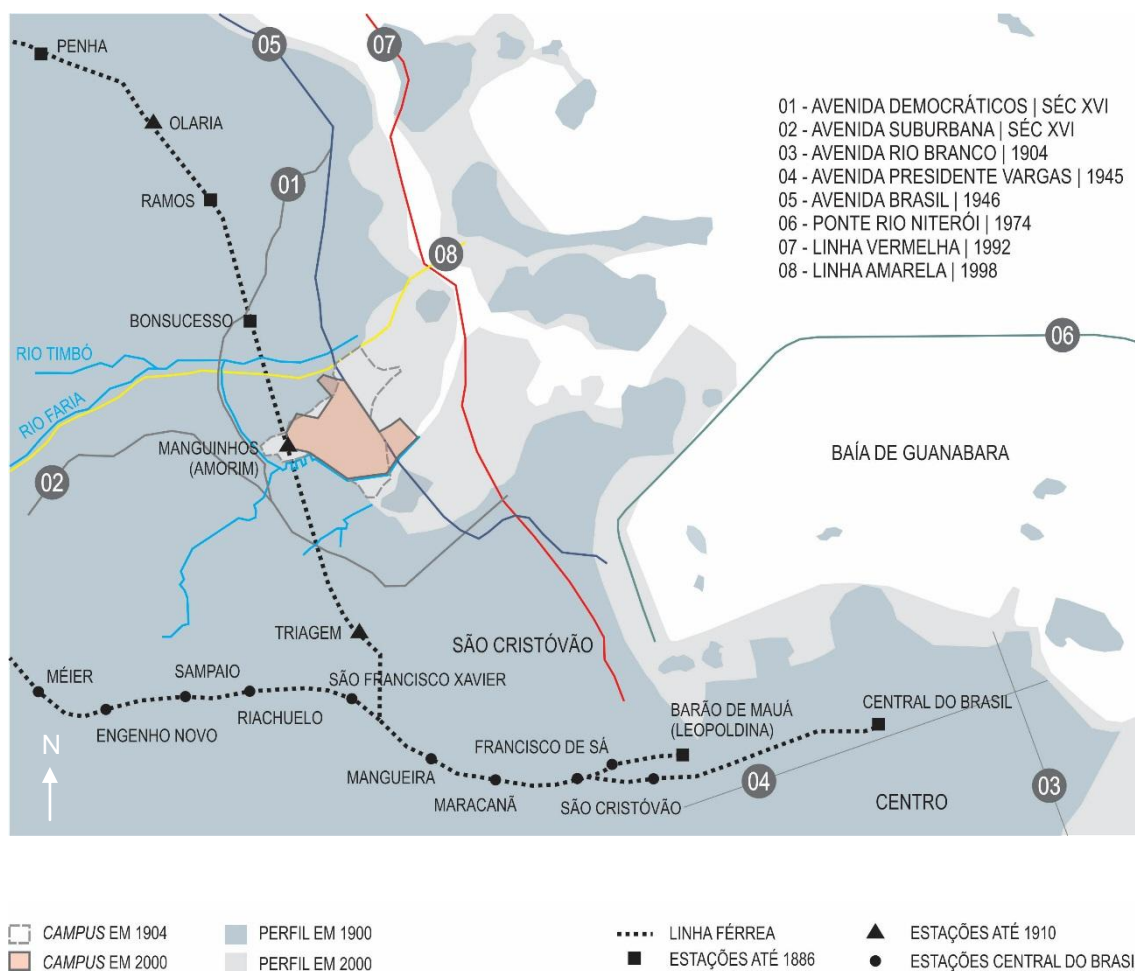 05
07
PENHA
OLARIA
01 - AVENIDA DEMOCRÁTICOS | SÉC XVI
02 - AVENIDA SUBURBANA | SÉC XVI
03 - AVENIDA RIO BRANCO | 1904
04 - AVENIDA PRESIDENTE VARGAS | 1945
05 - AVENIDA BRASIL | 1946
06 - PONTE RIO NITERÓI | 1974
07 - LINHA VERMELHA | 1992
08 - LINHA AMARELA | 1998
01
RAMOS
08
BONSUCESSO
06
RIO TIMBÓ
RIO FARIA
MANGUINHOS
(AMORIM)
BAÍA DE GUANABARA
02
TRIAGEM
SÃO CRISTÓVÃO
MÉIER
SAMPAIO
SÃO FRANCISCO XAVIER
BARÃO DE MAUÁ
(LEOPOLDINA)
CENTRAL DO BRASIL
ENGENHO NOVO
RIACHUELO
N
MANGUEIRA
FRANCISCO DE SÁ
MARACANÃ
SÃO CRISTÓVÃO
04
CENTRO
03
CAMPUS EM 1904
PERFIL EM 1900
LINHA FÉRREA
ESTAÇÕES ATÉ 1910
CAMPUS EM 2000
PERFIL EM 2000
ESTAÇÕES ATÉ 1886
ESTAÇÕES CENTRAL DO BRASI